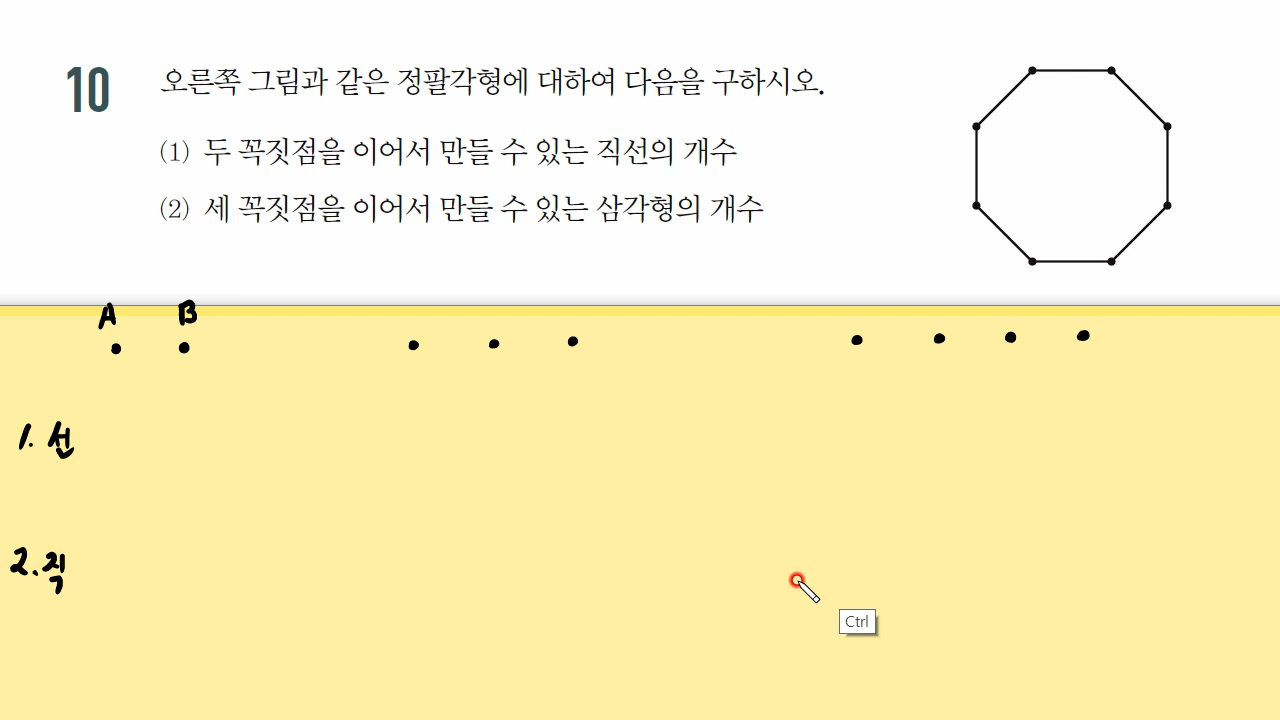 10 오른쪽 그림과 같은 정팔각형에 대하여 다음을 구하시오.
(1) 두 꼭짓점을 이어서 만들 수 있는 직선의 개수
(2) 세 꼭짓점을 이어서 만들 수 있는 삼각형의 개수
A B
1. 선
2. 직
Ctrl